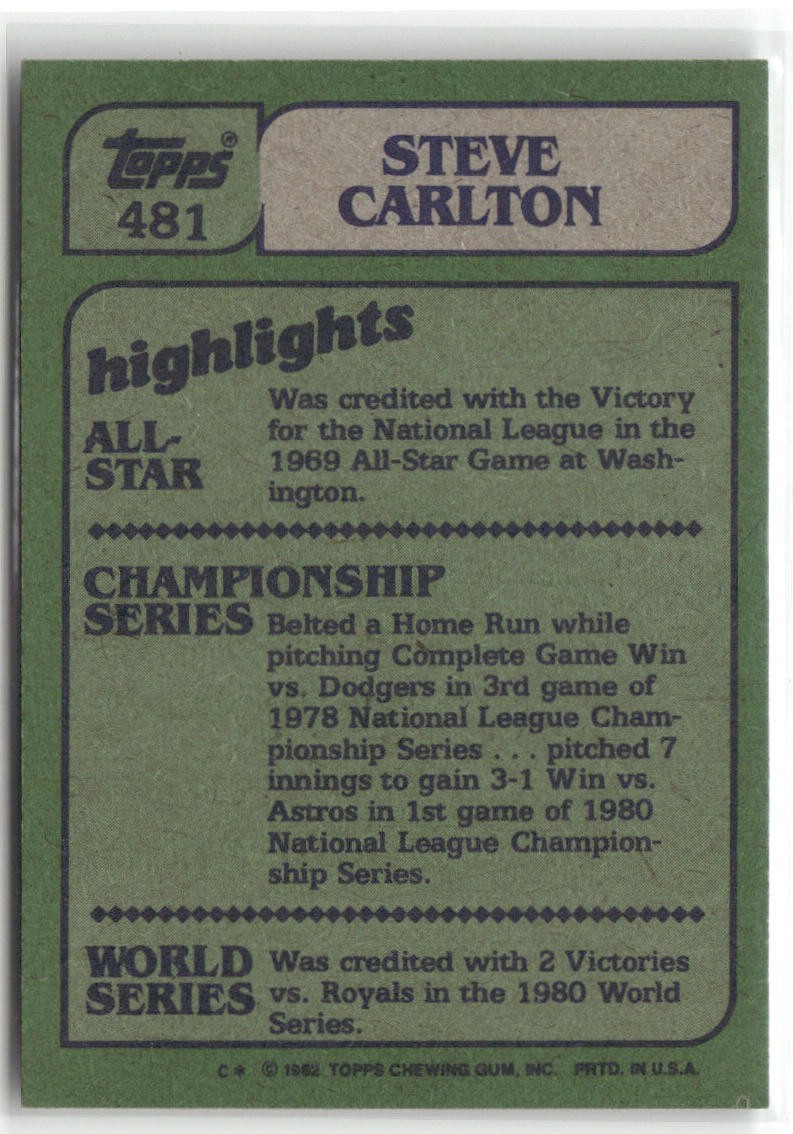 Topps®
481
STEVE
CARLTON
highlights
ALL-
STAR
Was credited with the Victory
for the National League in the
1969 All-Star Game at Wash-
ington.
CHAMPIONSHIP
SERIES
Belted a Home Run while
pitching Complete Game Win
vs. Dodgers in 3rd game of
1978 National League Cham-
pionship Series . . . pitched 7
innings to gain 3-1 Win vs.
Astros in 1st game of 1980
National League Champion-
ship Series.
WORLD
SERIES
Was credited with 2 Victories
vs. Royals in the 1980 World
Series.
C * © 1982 TOPPS CHEWING GUM, INC. PRTD. IN U.S.A.